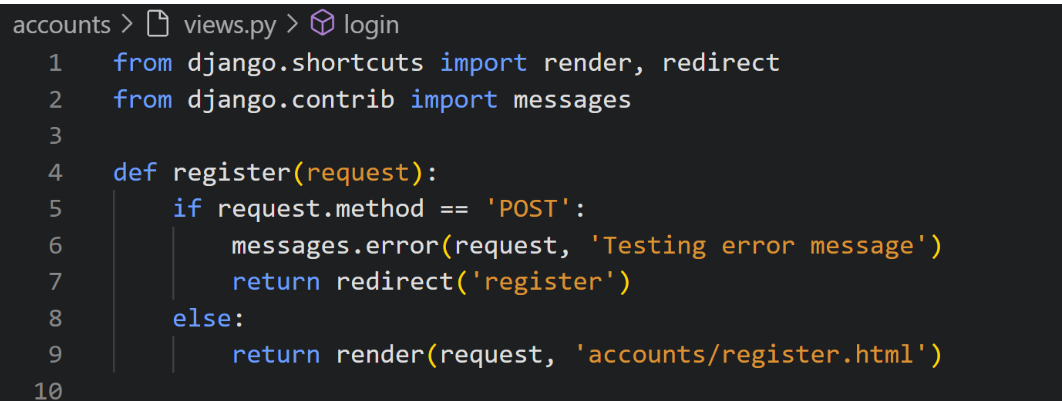 accounts > views.py > login
1 from django.shortcuts import render, redirect
2 from django.contrib import messages
3
4 def register(request):
5     if request.method == 'POST':
6         messages.error(request, 'Testing error message')
7         return redirect('register')
8     else:
9         return render(request, 'accounts/register.html')
10